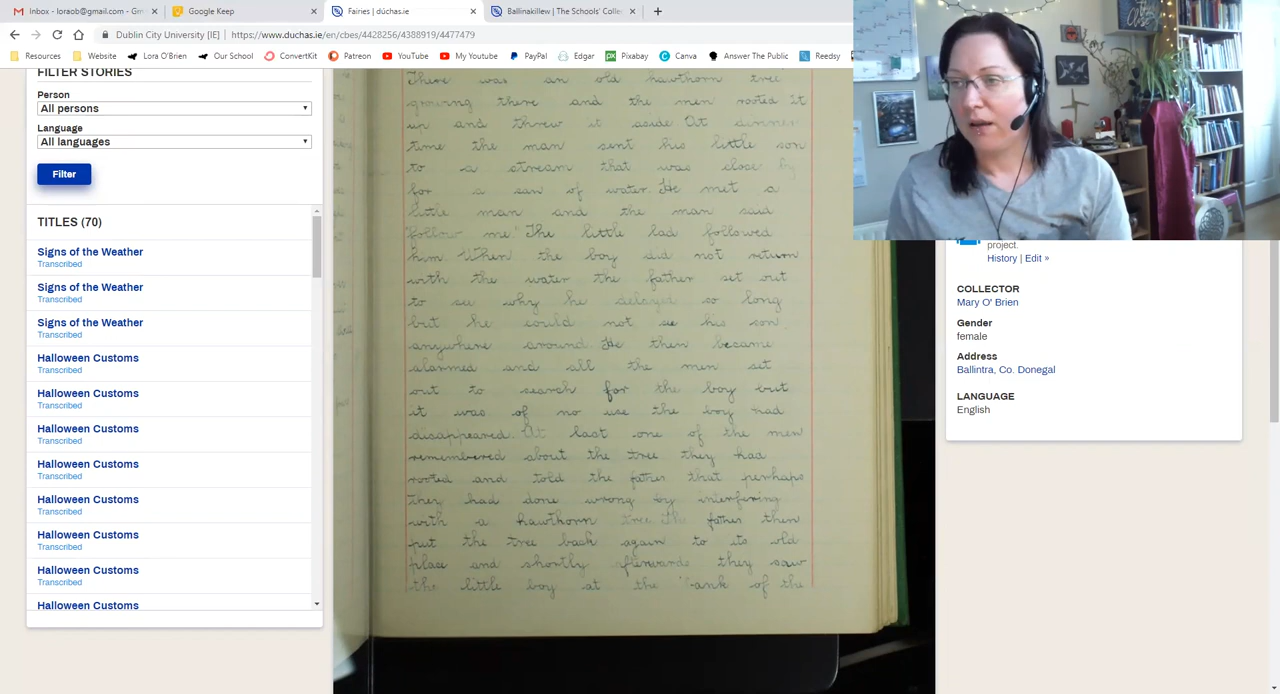 Inbox - loraob@gmail.com - Gm
Google Keep
Fairies | dúchas.ie
Ballinakillew | The Schools' Colle
Dublin City University [IE] | https://www.duchas.ie/en/cbes/4428256/4388919/4477479
Resources Website Lora O'Brien Our School ConvertKit Patreon YouTube My Youtube PayPal Edgar Pixabay Canva Answer The Public Reedsy
FILTER STORIES
Person
All persons
Language
All languages
Filter
TITLES (70)
Signs of the Weather
Transcribed
Signs of the Weather
Transcribed
Signs of the Weather
Transcribed
Halloween Customs
Transcribed
Halloween Customs
Transcribed
Halloween Customs
Transcribed
Halloween Customs
Transcribed
Halloween Customs
Transcribed
Halloween Customs
Transcribed
Halloween Customs
Transcribed
Halloween Customs
There was an old hawthorn tree
growing there and the men rooted it
up and threw it aside. At dinner
time the man sent his little son
to a stream that was close by
for a can of water. He met a
little man and the man said
"follow me." The little lad followed
him. When the boy did not return
with the water the father set out
to see why he delayed so long
but he could not see his son
anywhere around. He then became
alarmed and all the men set
out to search for the boy but
it was of no use the boy had
disappeared. At last one of the men
remembered about the tree they had
rooted and told the father that perhaps
they had done wrong by interfering
with a hawthorn tree. The father then
put the tree back again to its old
place and shortly afterwards they saw
the little boy at the bank of the
project.
History | Edit »
COLLECTOR
Mary O' Brien
Gender
female
Address
Ballintra, Co. Donegal
LANGUAGE
English